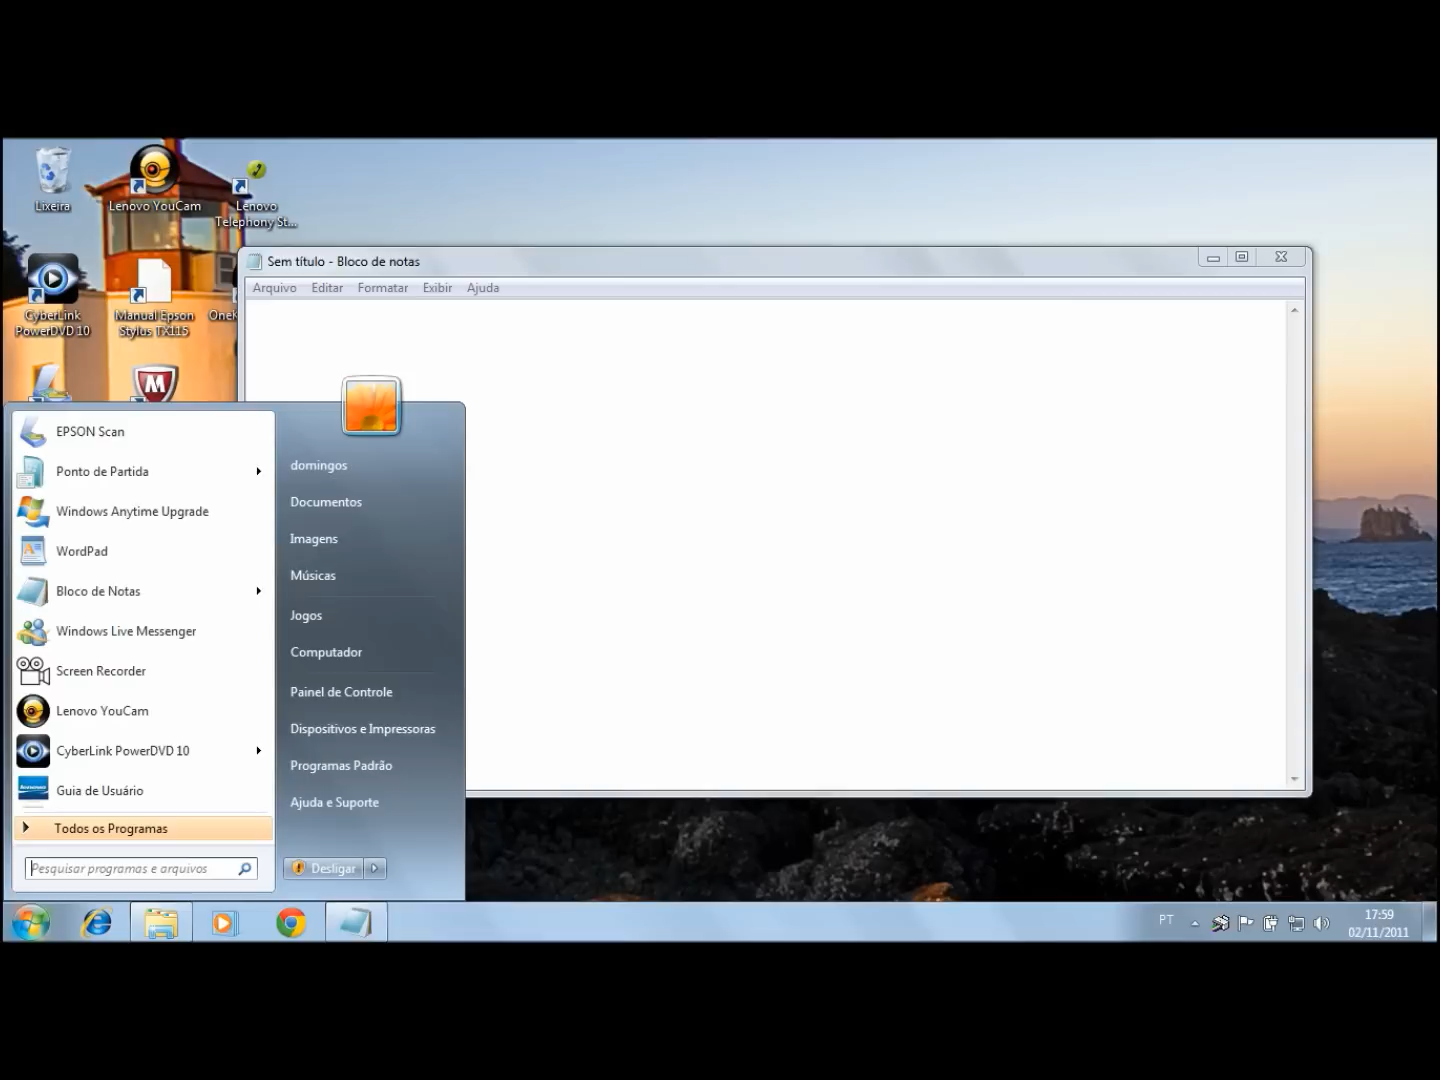 Lixeira
Lenovo YouCam
Lenovo
Telephony St...
CyberLink
PowerDVD 10
Manual Epson
Stylus TX115
Sem título - Bloco de notas
Arquivo Editar Formatar Exibir Ajuda
EPSON Scan
Ponto de Partida
Windows Anytime Upgrade
WordPad
Bloco de Notas
Windows Live Messenger
Screen Recorder
Lenovo YouCam
CyberLink PowerDVD 10
Guia de Usuário
Todos os Programas
Pesquisar programas e arquivos
domingos
Documentos
Imagens
Músicas
Jogos
Computador
Painel de Controle
Dispositivos e Impressoras
Programas Padrão
Ajuda e Suporte
Desligar
PT
17:59
02/11/2011